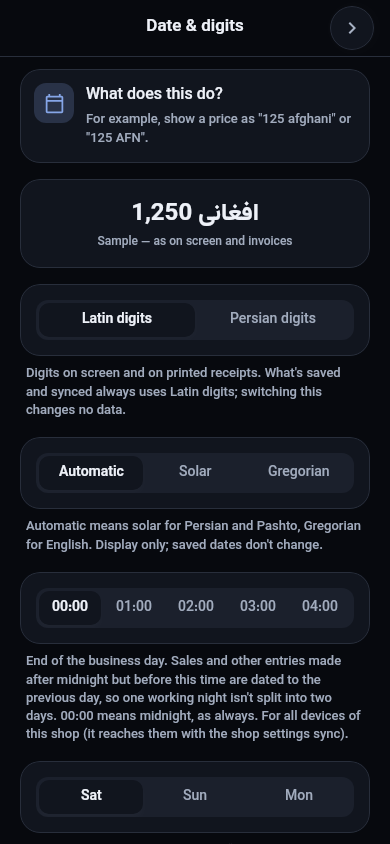 Date & digits
What does this do?
For example, show a price as "125 afghani" or
"125 AFN".
1,250 افغانی
Sample — as on screen and invoices
Latin digits
Persian digits
Digits on screen and on printed receipts. What's saved
and synced always uses Latin digits; switching this
changes no data.
Automatic
Solar
Gregorian
Automatic means solar for Persian and Pashto, Gregorian
for English. Display only; saved dates don't change.
00:00
01:00
02:00
03:00
04:00
End of the business day. Sales and other entries made
after midnight but before this time are dated to the
previous day, so one working night isn't split into two
days. 00:00 means midnight, as always. For all devices of
this shop (it reaches them with the shop settings sync).
Sat
Sun
Mon